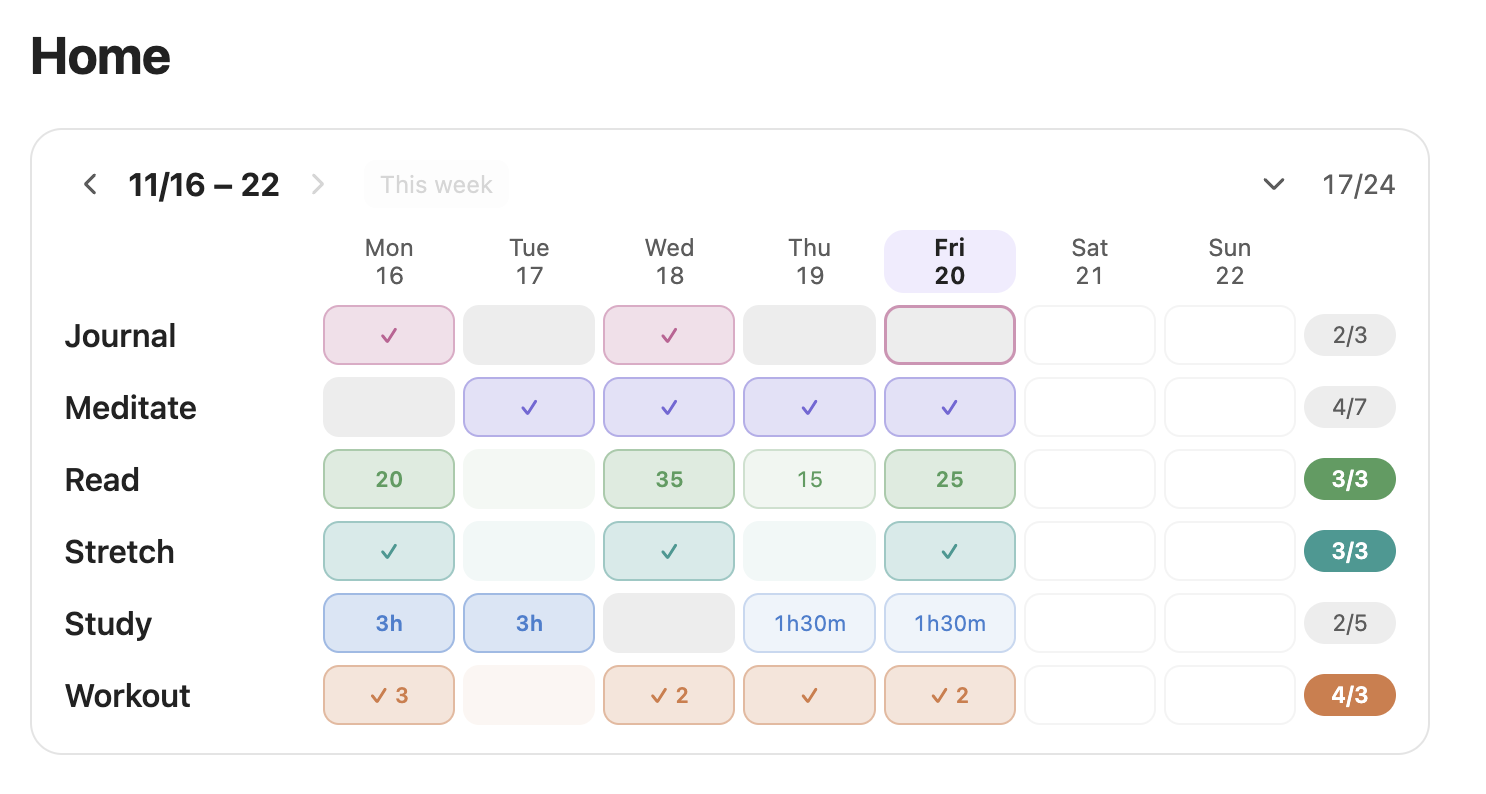 Home
11/16 – 22 This week 17/24
Mon Tue Wed Thu Fri Sat Sun
16 17 18 19 20 21 22
Journal ✓ ✓ 2/3
Meditate ✓ ✓ ✓ ✓ 4/7
Read 20 35 15 25 3/3
Stretch ✓ ✓ ✓ 3/3
Study 3h 3h 1h30m 1h30m 2/5
Workout ✓ 3 ✓ 2 ✓ ✓ 2 4/3